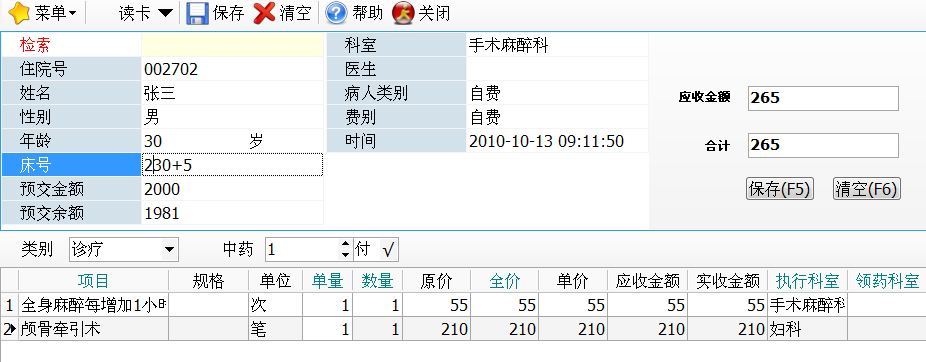 菜单 读卡 保存 清空 帮助 关闭
检索 科室 手术麻醉科
住院号 002702 医生
姓名 张三 病人类别 自费
性别 男 费别 自费
年龄 30 岁 时间 2010-10-13 09:11:50
床号 230+5
预交金额 2000
预交余额 1981
应收金额 265
合计 265
保存(F5) 清空(F6)
类别 诊疗 中药 1 付 √
项目 规格 单位 单量 数量 原价 全价 单价 应收金额 实收金额 执行科室 领药科室
1 全身麻醉每增加1小 次 1 1 55 55 55 55 55 手术麻醉科
2 颅骨牵引术 笔 1 1 210 210 210 210 210 妇科